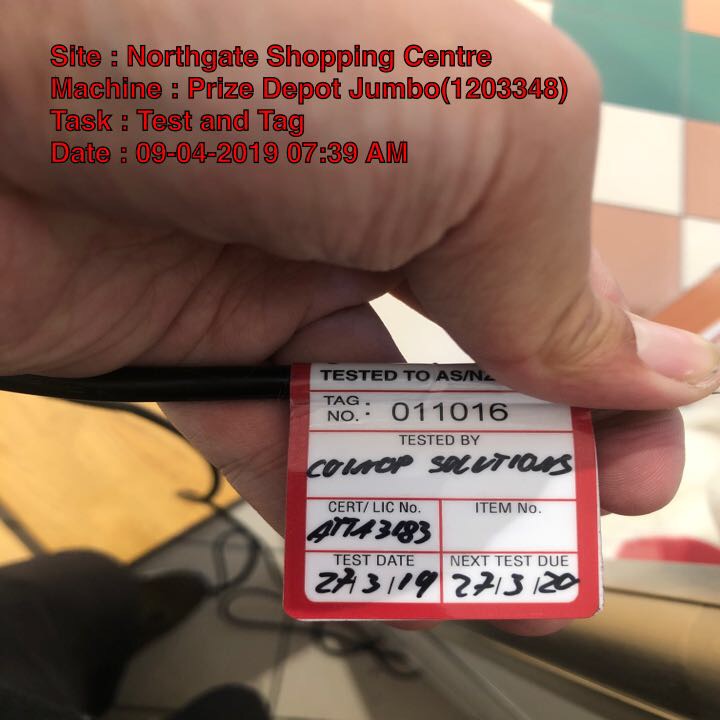 Site : Northgate Shopping Centre
Machine : Prize Depot Jumbo(1203348)
Task : Test and Tag
Date : 09-04-2019 07:39 AM
TESTED TO AS/NZ
TAG NO. : 011016
TESTED BY
COINOP SOLUTIONS
CERT/ LIC No.
ITEM No.
ATTA3183
TEST DATE
NEXT TEST DUE
27/3/19
27/3/20